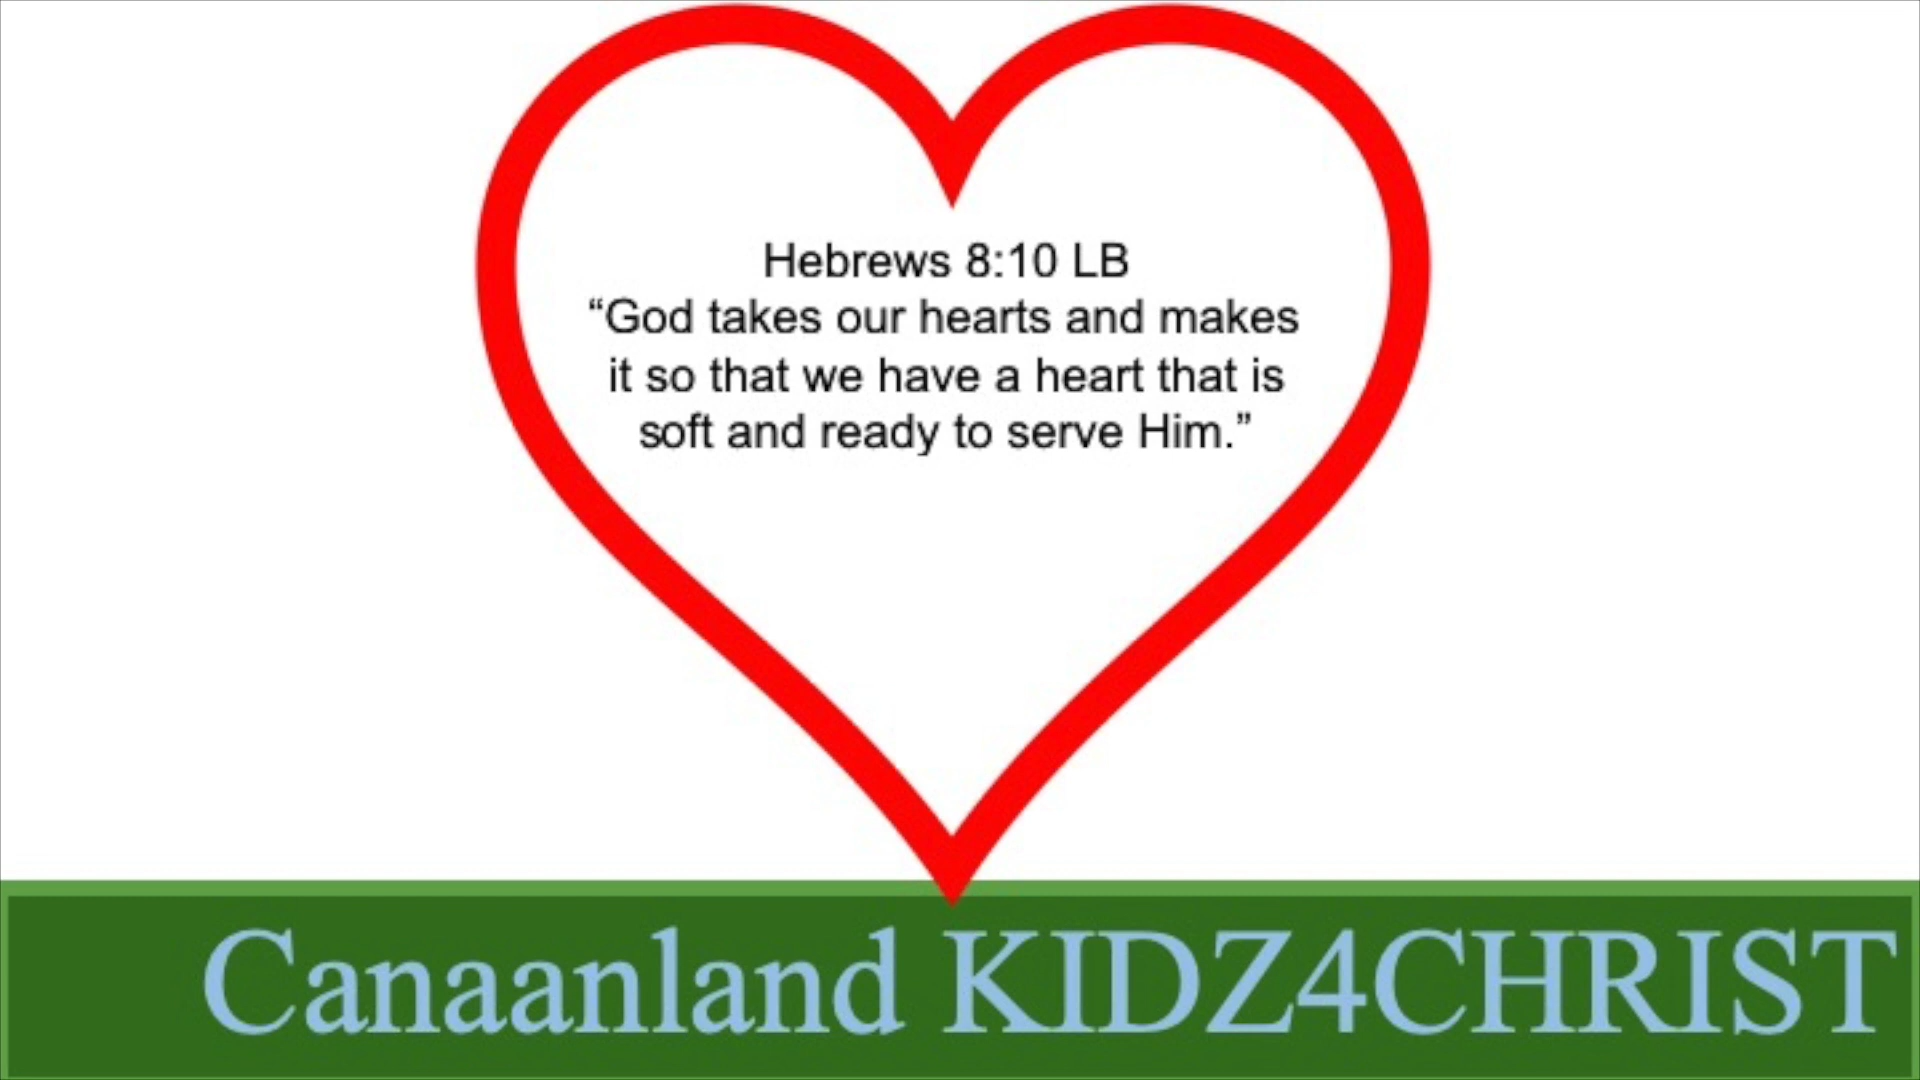 Hebrews 8:10 LB
“God takes our hearts and makes
it so that we have a heart that is
soft and ready to serve Him.”
Canaanland KIDZ4CHRIST